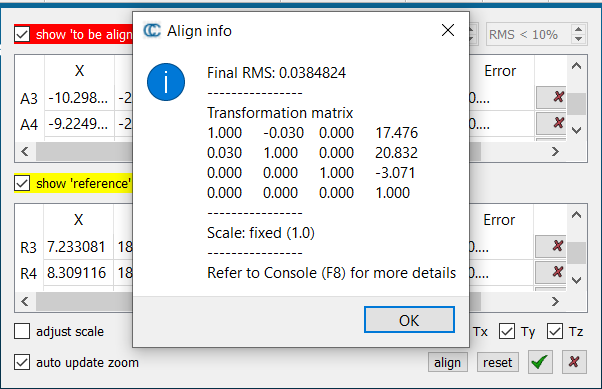 show 'to be align
Align info
RMS < 10%
X
Error
A3 -10.298... -2 0....
A4 -9.2249... -2 0....
Final RMS: 0.0384824
---------------
Transformation matrix
1.000 -0.030 0.000 17.476
0.030 1.000 0.000 20.832
0.000 0.000 1.000 -3.071
0.000 0.000 0.000 1.000
---------------
Scale: fixed (1.0)
---------------
Refer to Console (F8) for more details
OK
show 'reference'
X
Error
R3 7.233081 18 0....
R4 8.309116 18 0....
adjust scale
Tx Ty Tz
auto update zoom
align reset